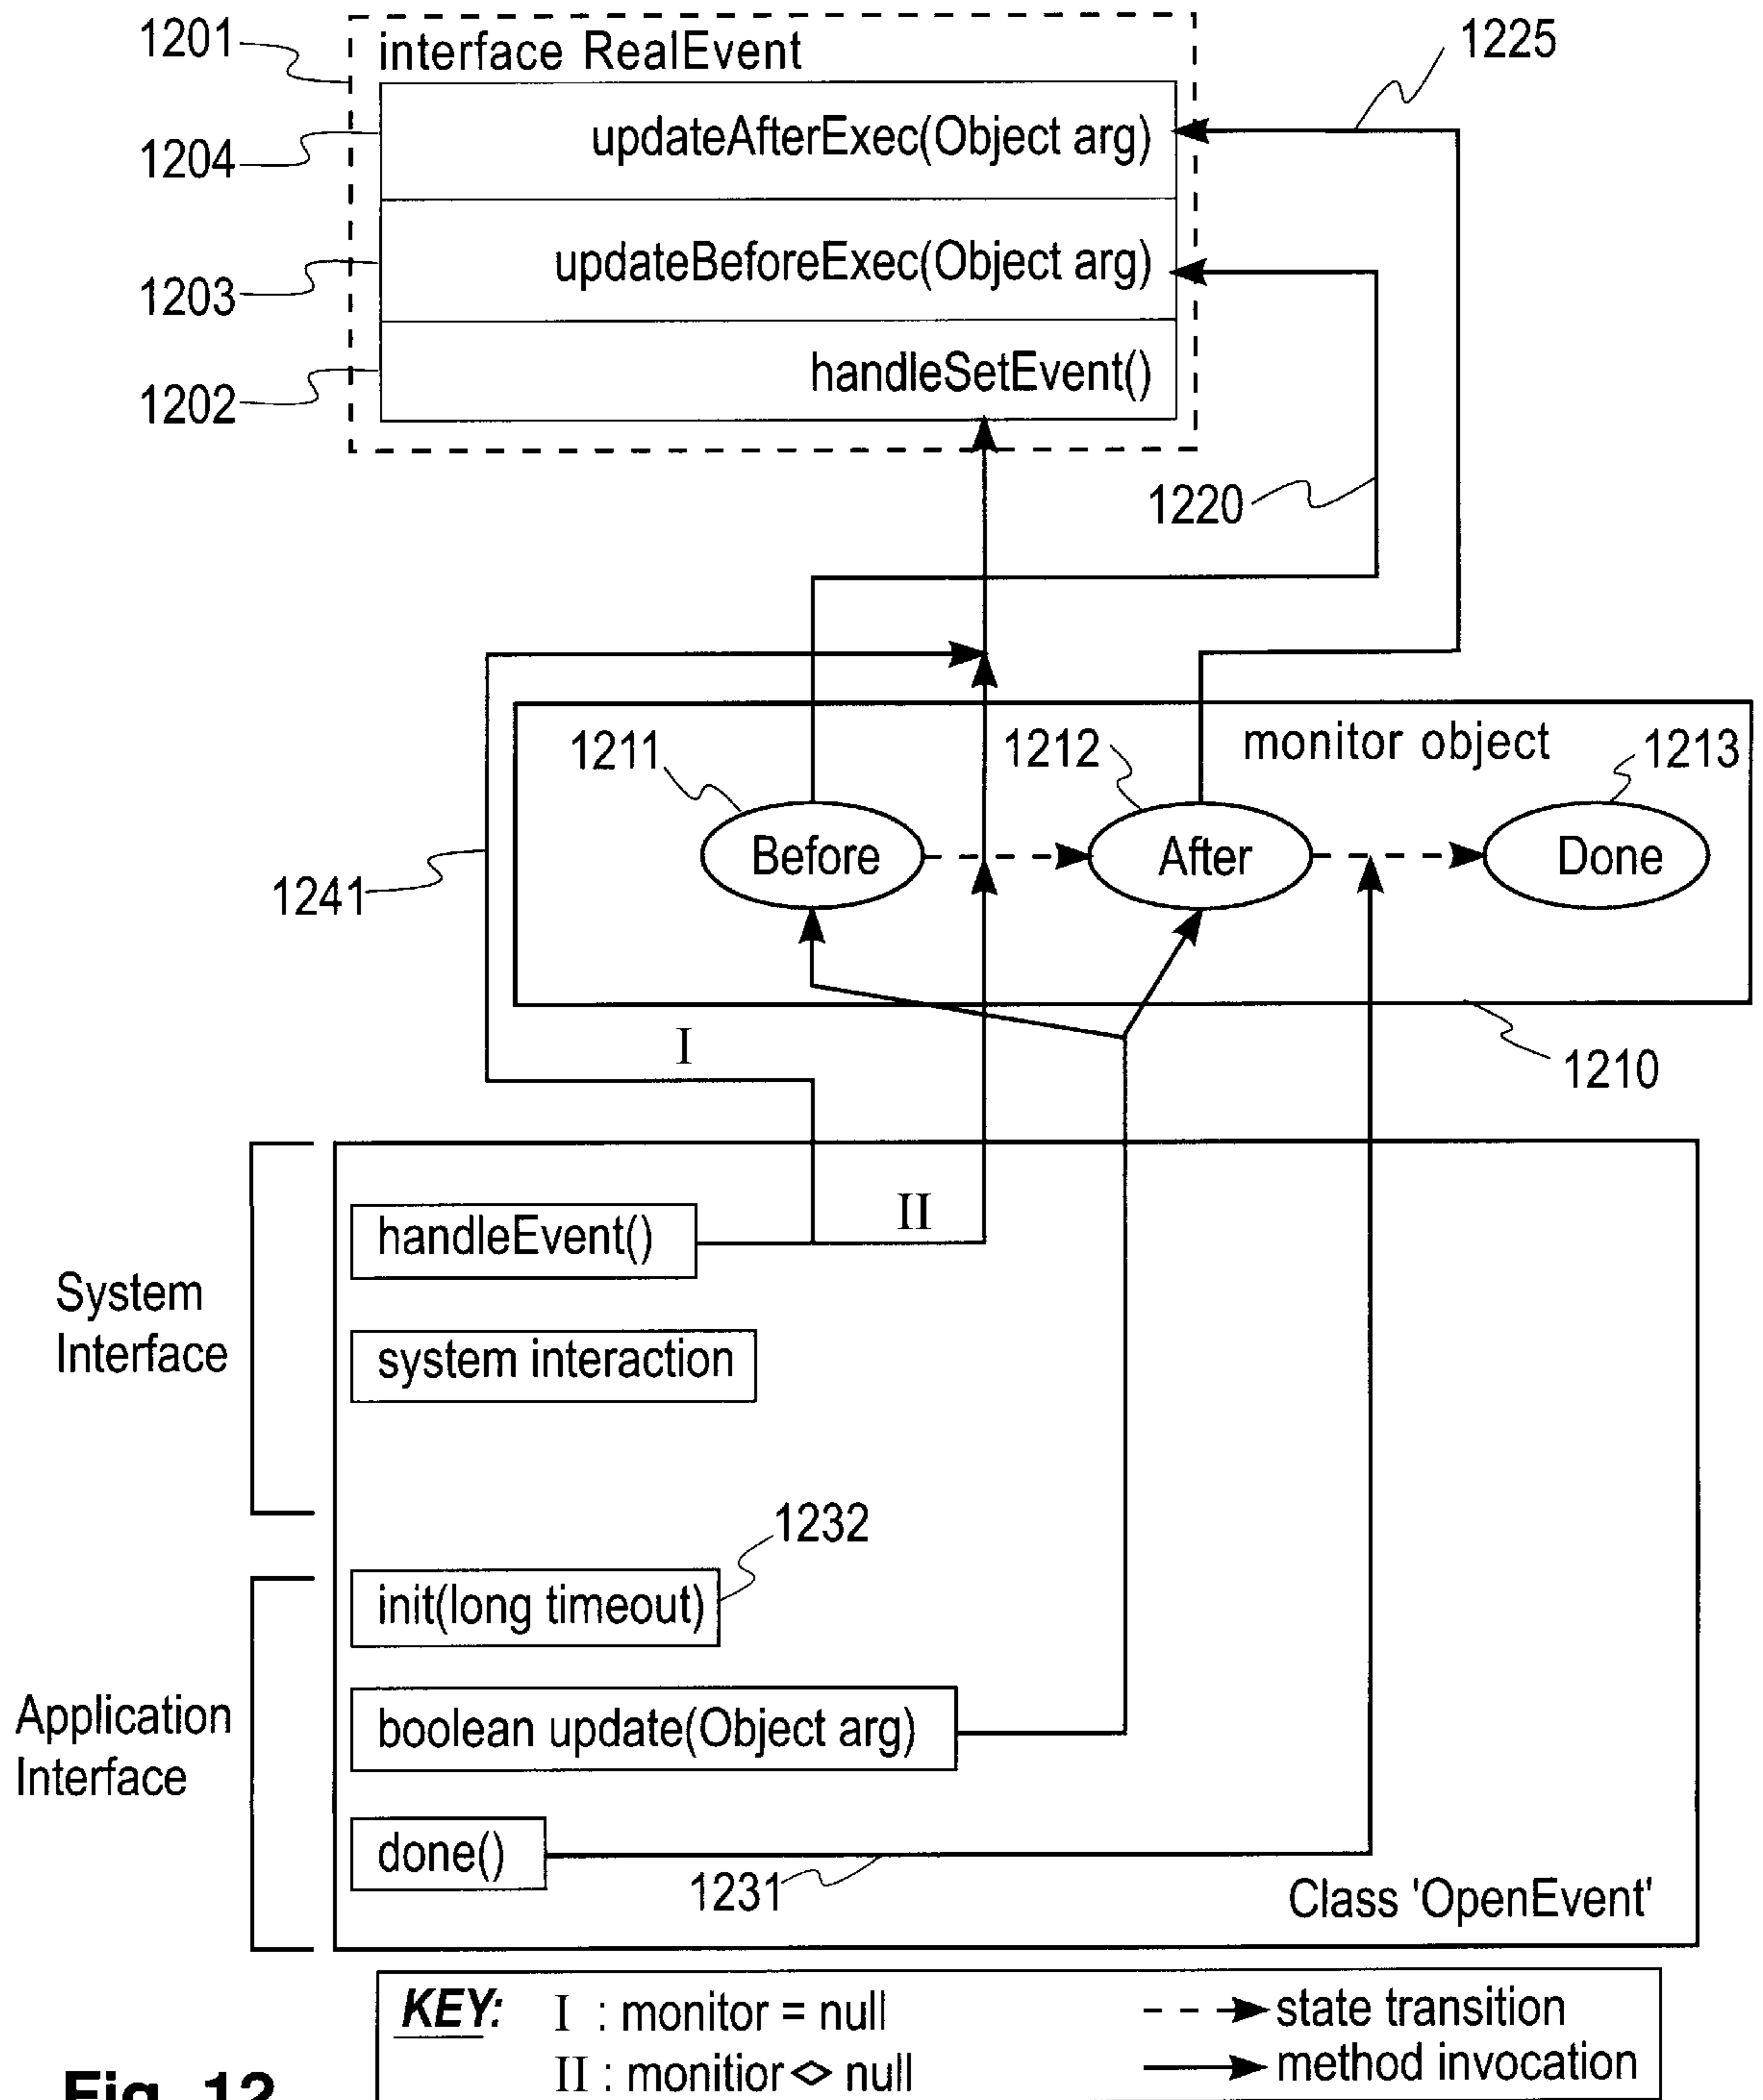 1201
interface RealEvent
1225
updateAfterExec(Object arg)
1204
updateBeforeExec(Object arg)
1203
handleSetEvent()
1202
1220
monitor object
1211
1212
1213
Before
After
Done
1241
I
1210
II
handleEvent()
System
Interface
system interaction
1232
init(long timeout)
Application
Interface
boolean update(Object arg)
done()
1231
Class 'OpenEvent'
KEY:
I : monitor = null
state transition
II : monitior <> null
method invocation
Fig. 12